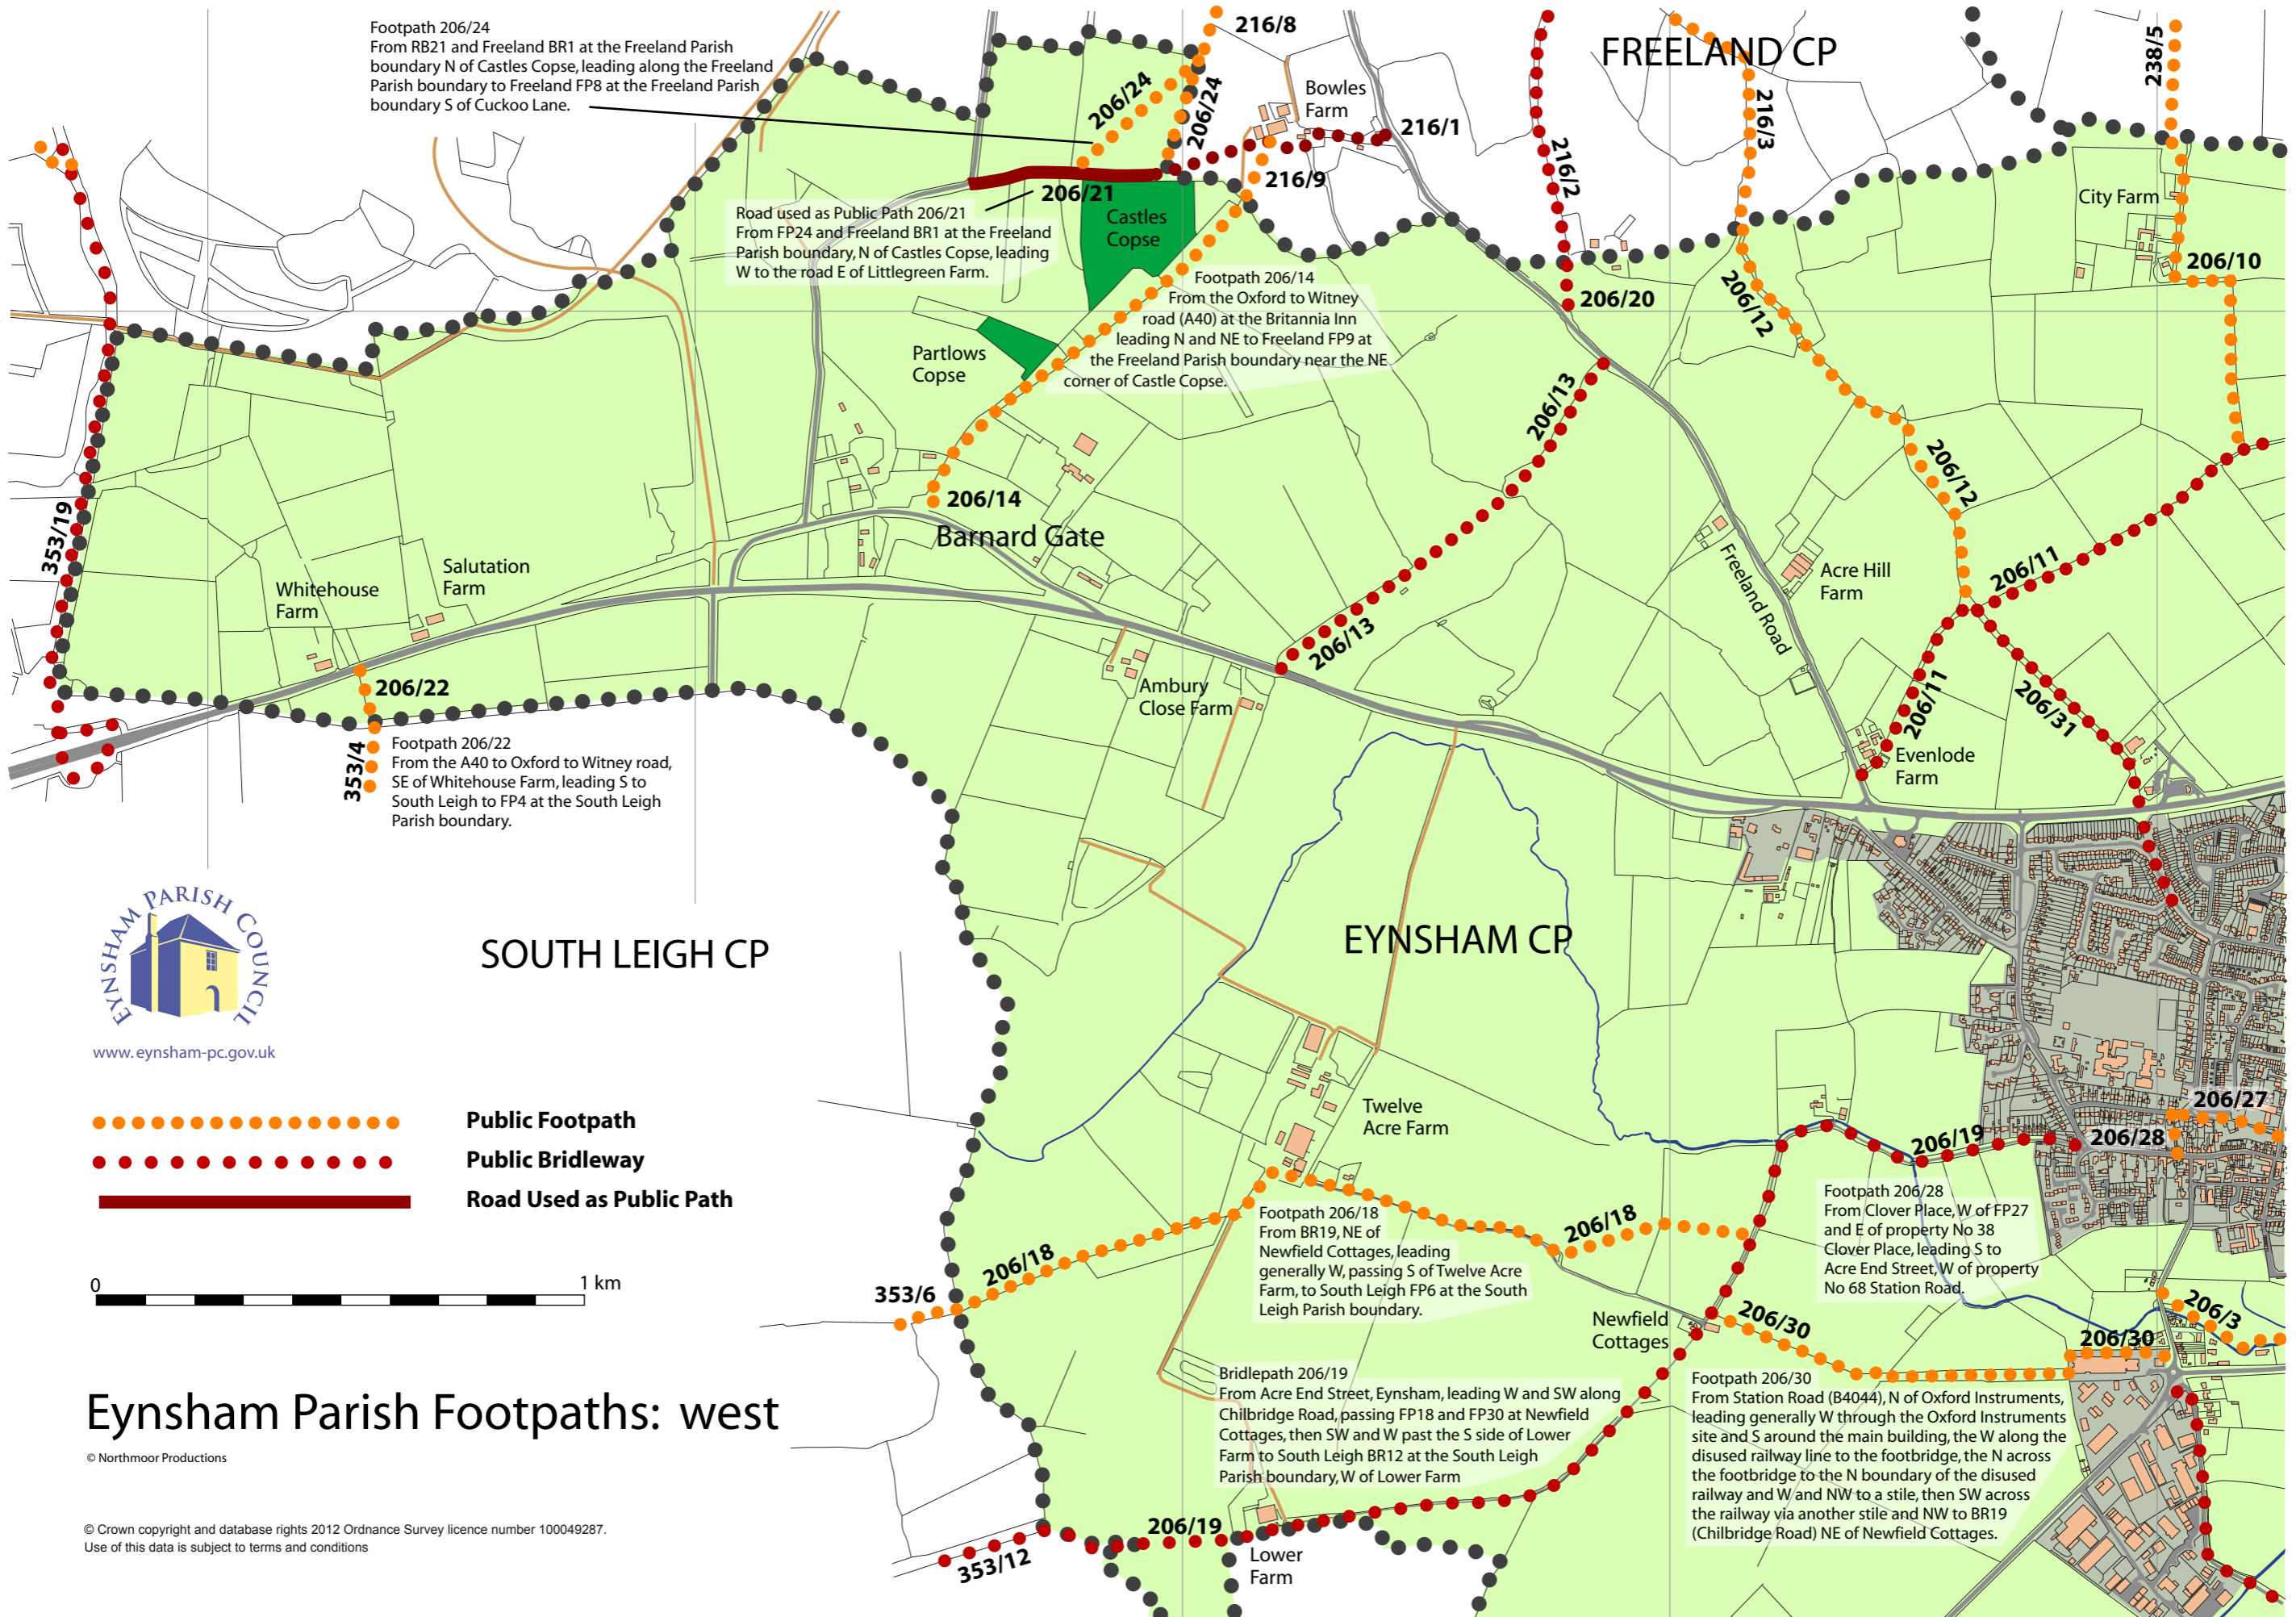 Footpath 206/24
From RB21 and Freeland BR1 at the Freeland Parish
boundary N of Castles Copse, leading along the Freeland
Parish boundary to Freeland FP8 at the Freeland Parish
boundary S of Cuckoo Lane.
216/8
FREELAND CP
238/5
206/24
206/24
Bowles
Farm
216/1
216/2
216/3
216/9
206/21
Castles
Copse
City Farm
Road used as Public Path 206/21
From FP24 and Freeland BR1 at the Freeland
Parish boundary, N of Castles Copse, leading
W to the road E of Littlegreen Farm.
206/10
Footpath 206/14
From the Oxford to Witney
road (A40) at the Britannia Inn
leading N and NE to Freeland FP9 at
the Freeland Parish boundary near the NE
corner of Castle Copse.
206/20
206/12
Partlows
Copse
206/13
206/12
206/14
Barnard Gate
353/19
Whitehouse
Farm
Salutation
Farm
Freeland Road
Acre Hill
Farm
206/11
206/13
206/22
Ambury
Close Farm
206/11
206/31
353/4
Footpath 206/22
From the A40 to Oxford to Witney road,
SE of Whitehouse Farm, leading S to
South Leigh to FP4 at the South Leigh
Parish boundary.
Evenlode
Farm
EYNSHAM PARISH COUNCIL
www.eynsham-pc.gov.uk
SOUTH LEIGH CP
EYNSHAM CP
Public Footpath
Public Bridleway
Road Used as Public Path
Twelve
Acre Farm
206/27
206/28
206/19
Footpath 206/28
From Clover Place, W of FP27
and E of property No 38
Clover Place, leading S to
Acre End Street, W of property
No 68 Station Road.
Footpath 206/18
From BR19, NE of
Newfield Cottages, leading
generally W, passing S of Twelve Acre
Farm, to South Leigh FP6 at the South
Leigh Parish boundary.
206/18
206/18
353/6
0
1 km
Newfield
Cottages
206/30
206/30
206/3
Bridlepath 206/19
From Acre End Street, Eynsham, leading W and SW along
Chilbridge Road, passing FP18 and FP30 at Newfield
Cottages, then SW and W past the S side of Lower
Farm to South Leigh BR12 at the South Leigh
Parish boundary, W of Lower Farm
Footpath 206/30
From Station Road (B4044), N of Oxford Instruments,
leading generally W through the Oxford Instruments
site and S around the main building, the W along the
disused railway line to the footbridge, the N across
the footbridge to the N boundary of the disused
railway and W and NW to a stile, then SW across
the railway via another stile and NW to BR19
(Chilbridge Road) NE of Newfield Cottages.
Eynsham Parish Footpaths: west
© Northmoor Productions
© Crown copyright and database rights 2012 Ordnance Survey licence number 100049287.
Use of this data is subject to terms and conditions
206/19
353/12
Lower
Farm